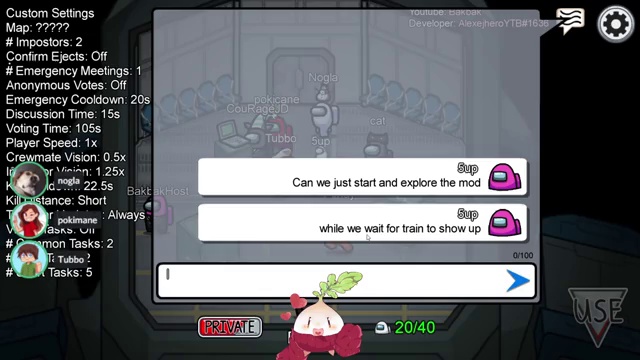 Custom Settings
Map: ?????
# Impostors: 2
Confirm Ejects: Off
# Emergency Meetings: 1
Anonymous Votes: Off
Emergency Cooldown: 20s
Discussion Time: 15s
Voting Time: 105s
Player Speed: 1x
Crewmate Vision: 0.5x
Vision: 1.25x
22.5s
Kill Distance: Short
Always
Tasks: Off
# Common Tasks: 2
2
Tasks: 5
nogla
pokimane
Tubbo
Youtube: Bakbak
Developer: AlexejheroYTB#1636
Nogla
pokicane
CouRageJD
Tubbo
5up
cat
BakbakHost
5up
Can we just start and explore the mod
5up
while we wait for train to show up
0/100
PRIVATE
20/40
USE